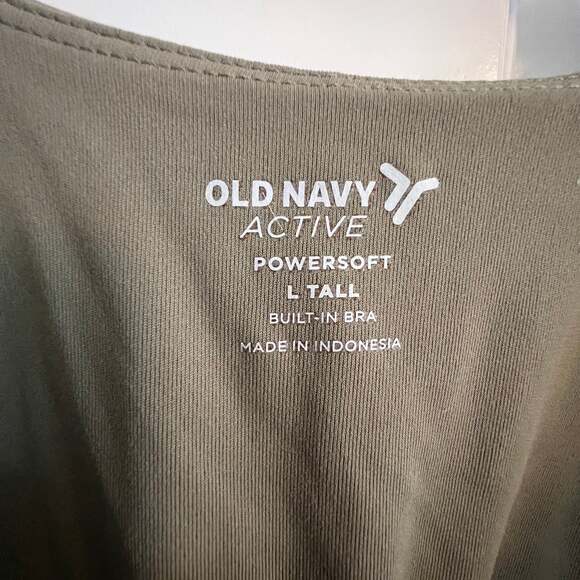 OLD NAVY
ACTIVE
POWERSOFT
L TALL
BUILT-IN BRA
MADE IN INDONESIA